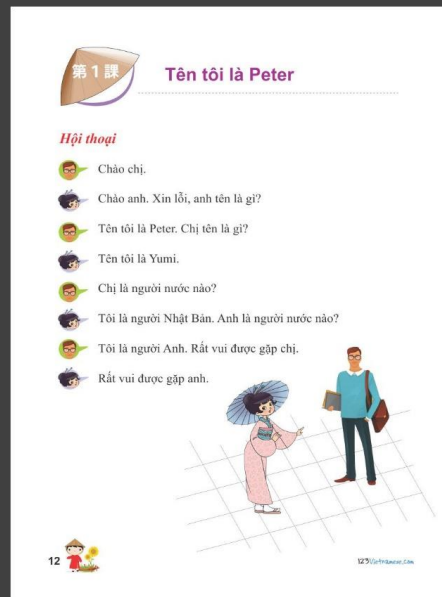 第1課
Tên tôi là Peter
Hội thoại
Chào chị.
Chào anh. Xin lỗi, anh tên là gì?
Tên tôi là Peter. Chị tên là gì?
Tên tôi là Yumi.
Chị là người nước nào?
Tôi là người Nhật Bản. Anh là người nước nào?
Tôi là người Anh. Rất vui được gặp chị.
Rất vui được gặp anh.
12
123Vietnamese.com